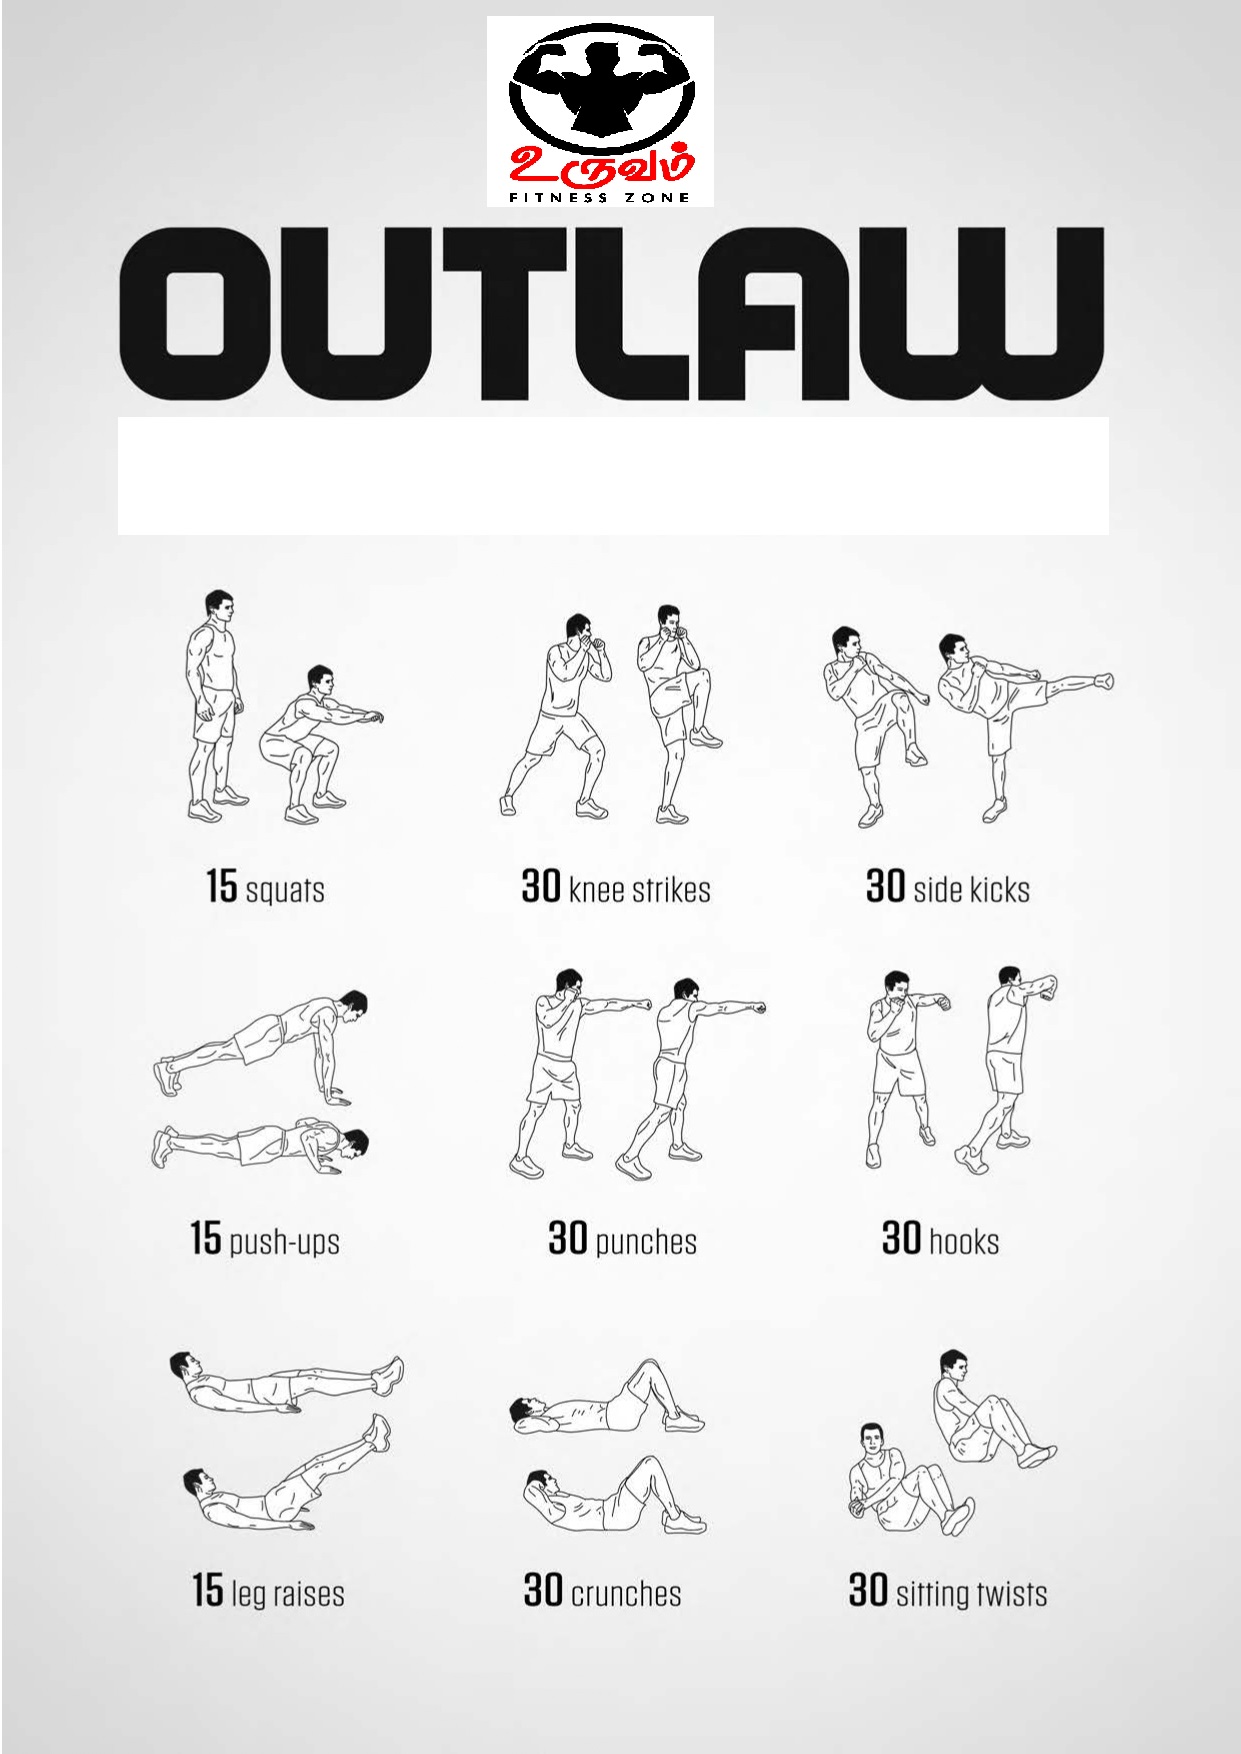 உருவம்
FITNESS ZONE
OUTLAW
15 squats
30 knee strikes
30 side kicks
15 push-ups
30 punches
30 hooks
15 leg raises
30 crunches
30 sitting twists